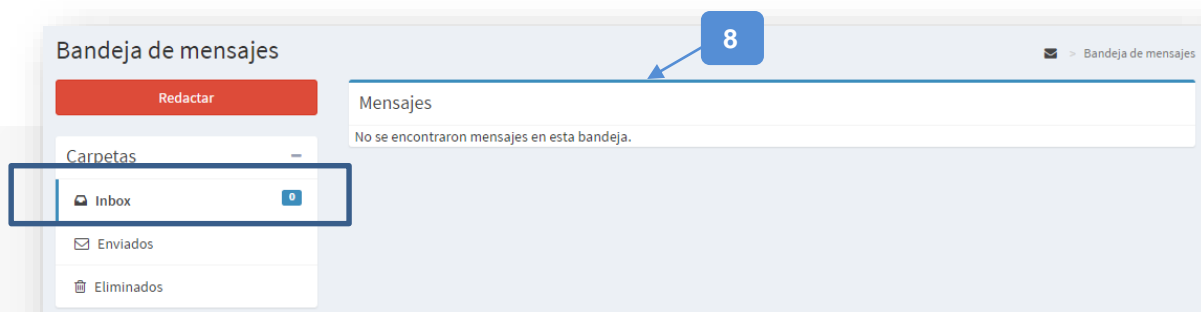 8
Bandeja de mensajes
> Bandeja de mensajes
Redactar
Mensajes
No se encontraron mensajes en esta bandeja.
Carpetas −
Inbox 0
Enviados
Eliminados